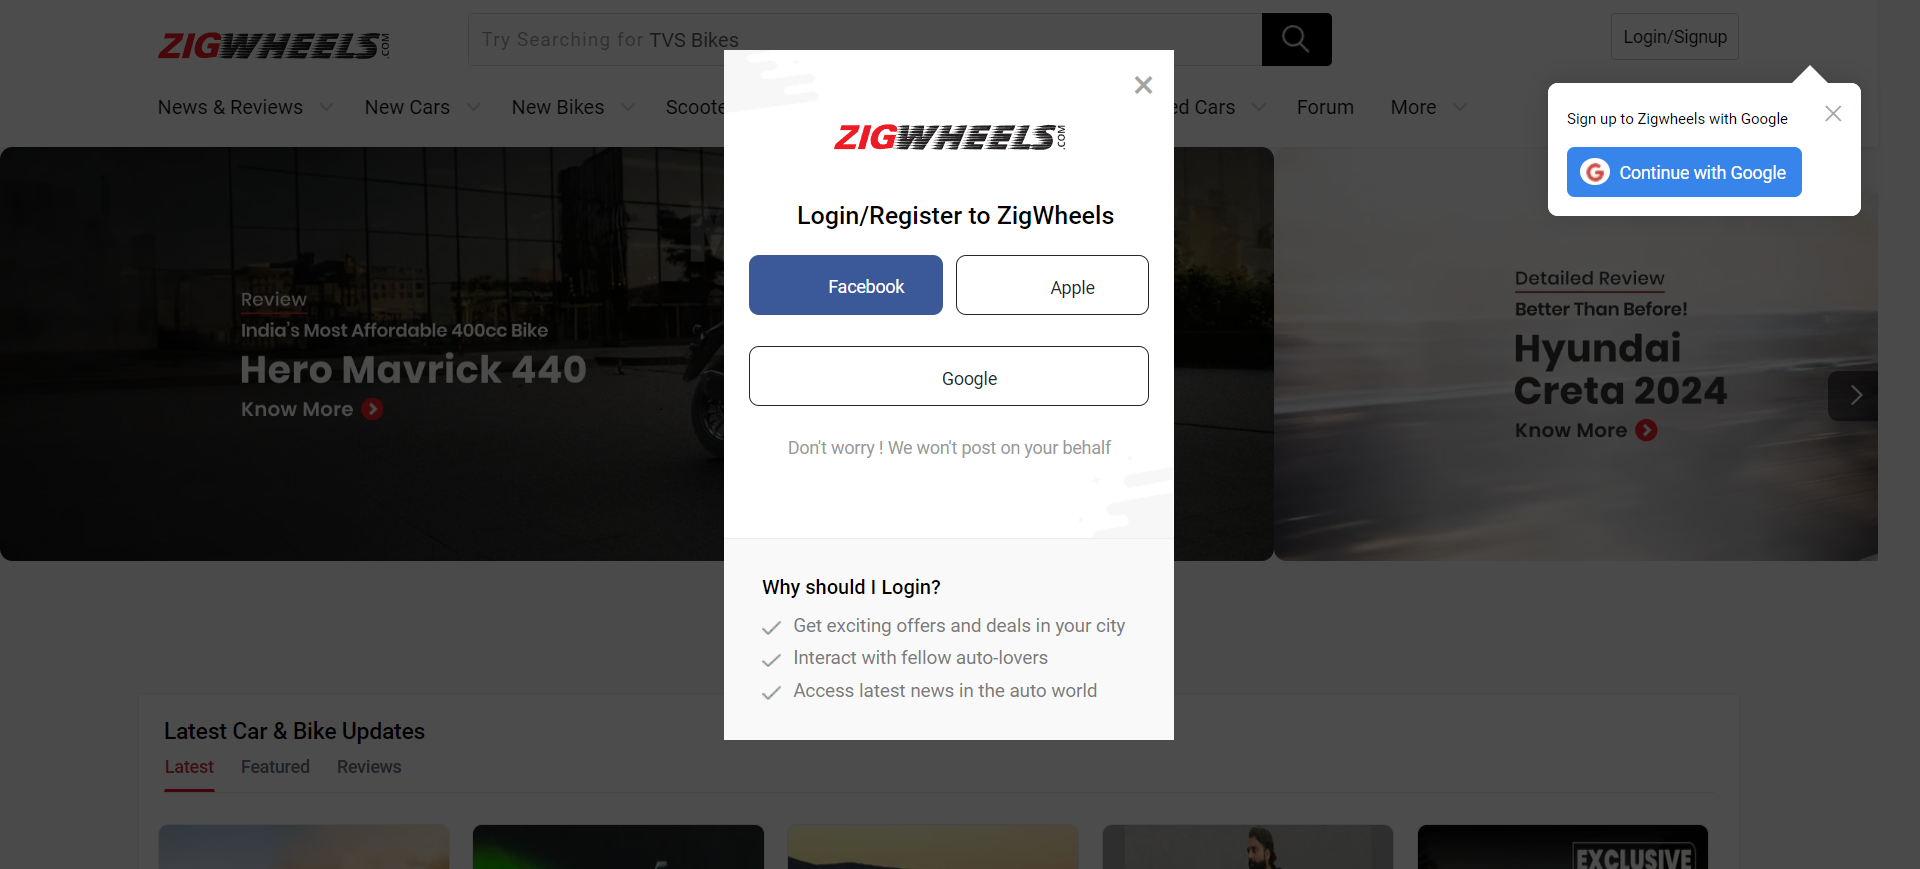 ZIGWHEELS.COM
Try Searching for TVS Bikes
Login/Signup
News & Reviews
New Cars
New Bikes
Scoote
ed Cars
Forum
More
Sign up to Zigwheels with Google
Continue with Google
ZIGWHEELS.COM
Login/Register to ZigWheels
Facebook
Apple
Google
Don't worry ! We won't post on your behalf
Why should I Login?
Get exciting offers and deals in your city
Interact with fellow auto-lovers
Access latest news in the auto world
Review
India's Most Affordable 400cc Bike
Hero Mavrick 440
Know More
Detailed Review
Better Than Before!
Hyundai
Creta 2024
Know More
Latest Car & Bike Updates
Latest
Featured
Reviews
EXCLUSIVE